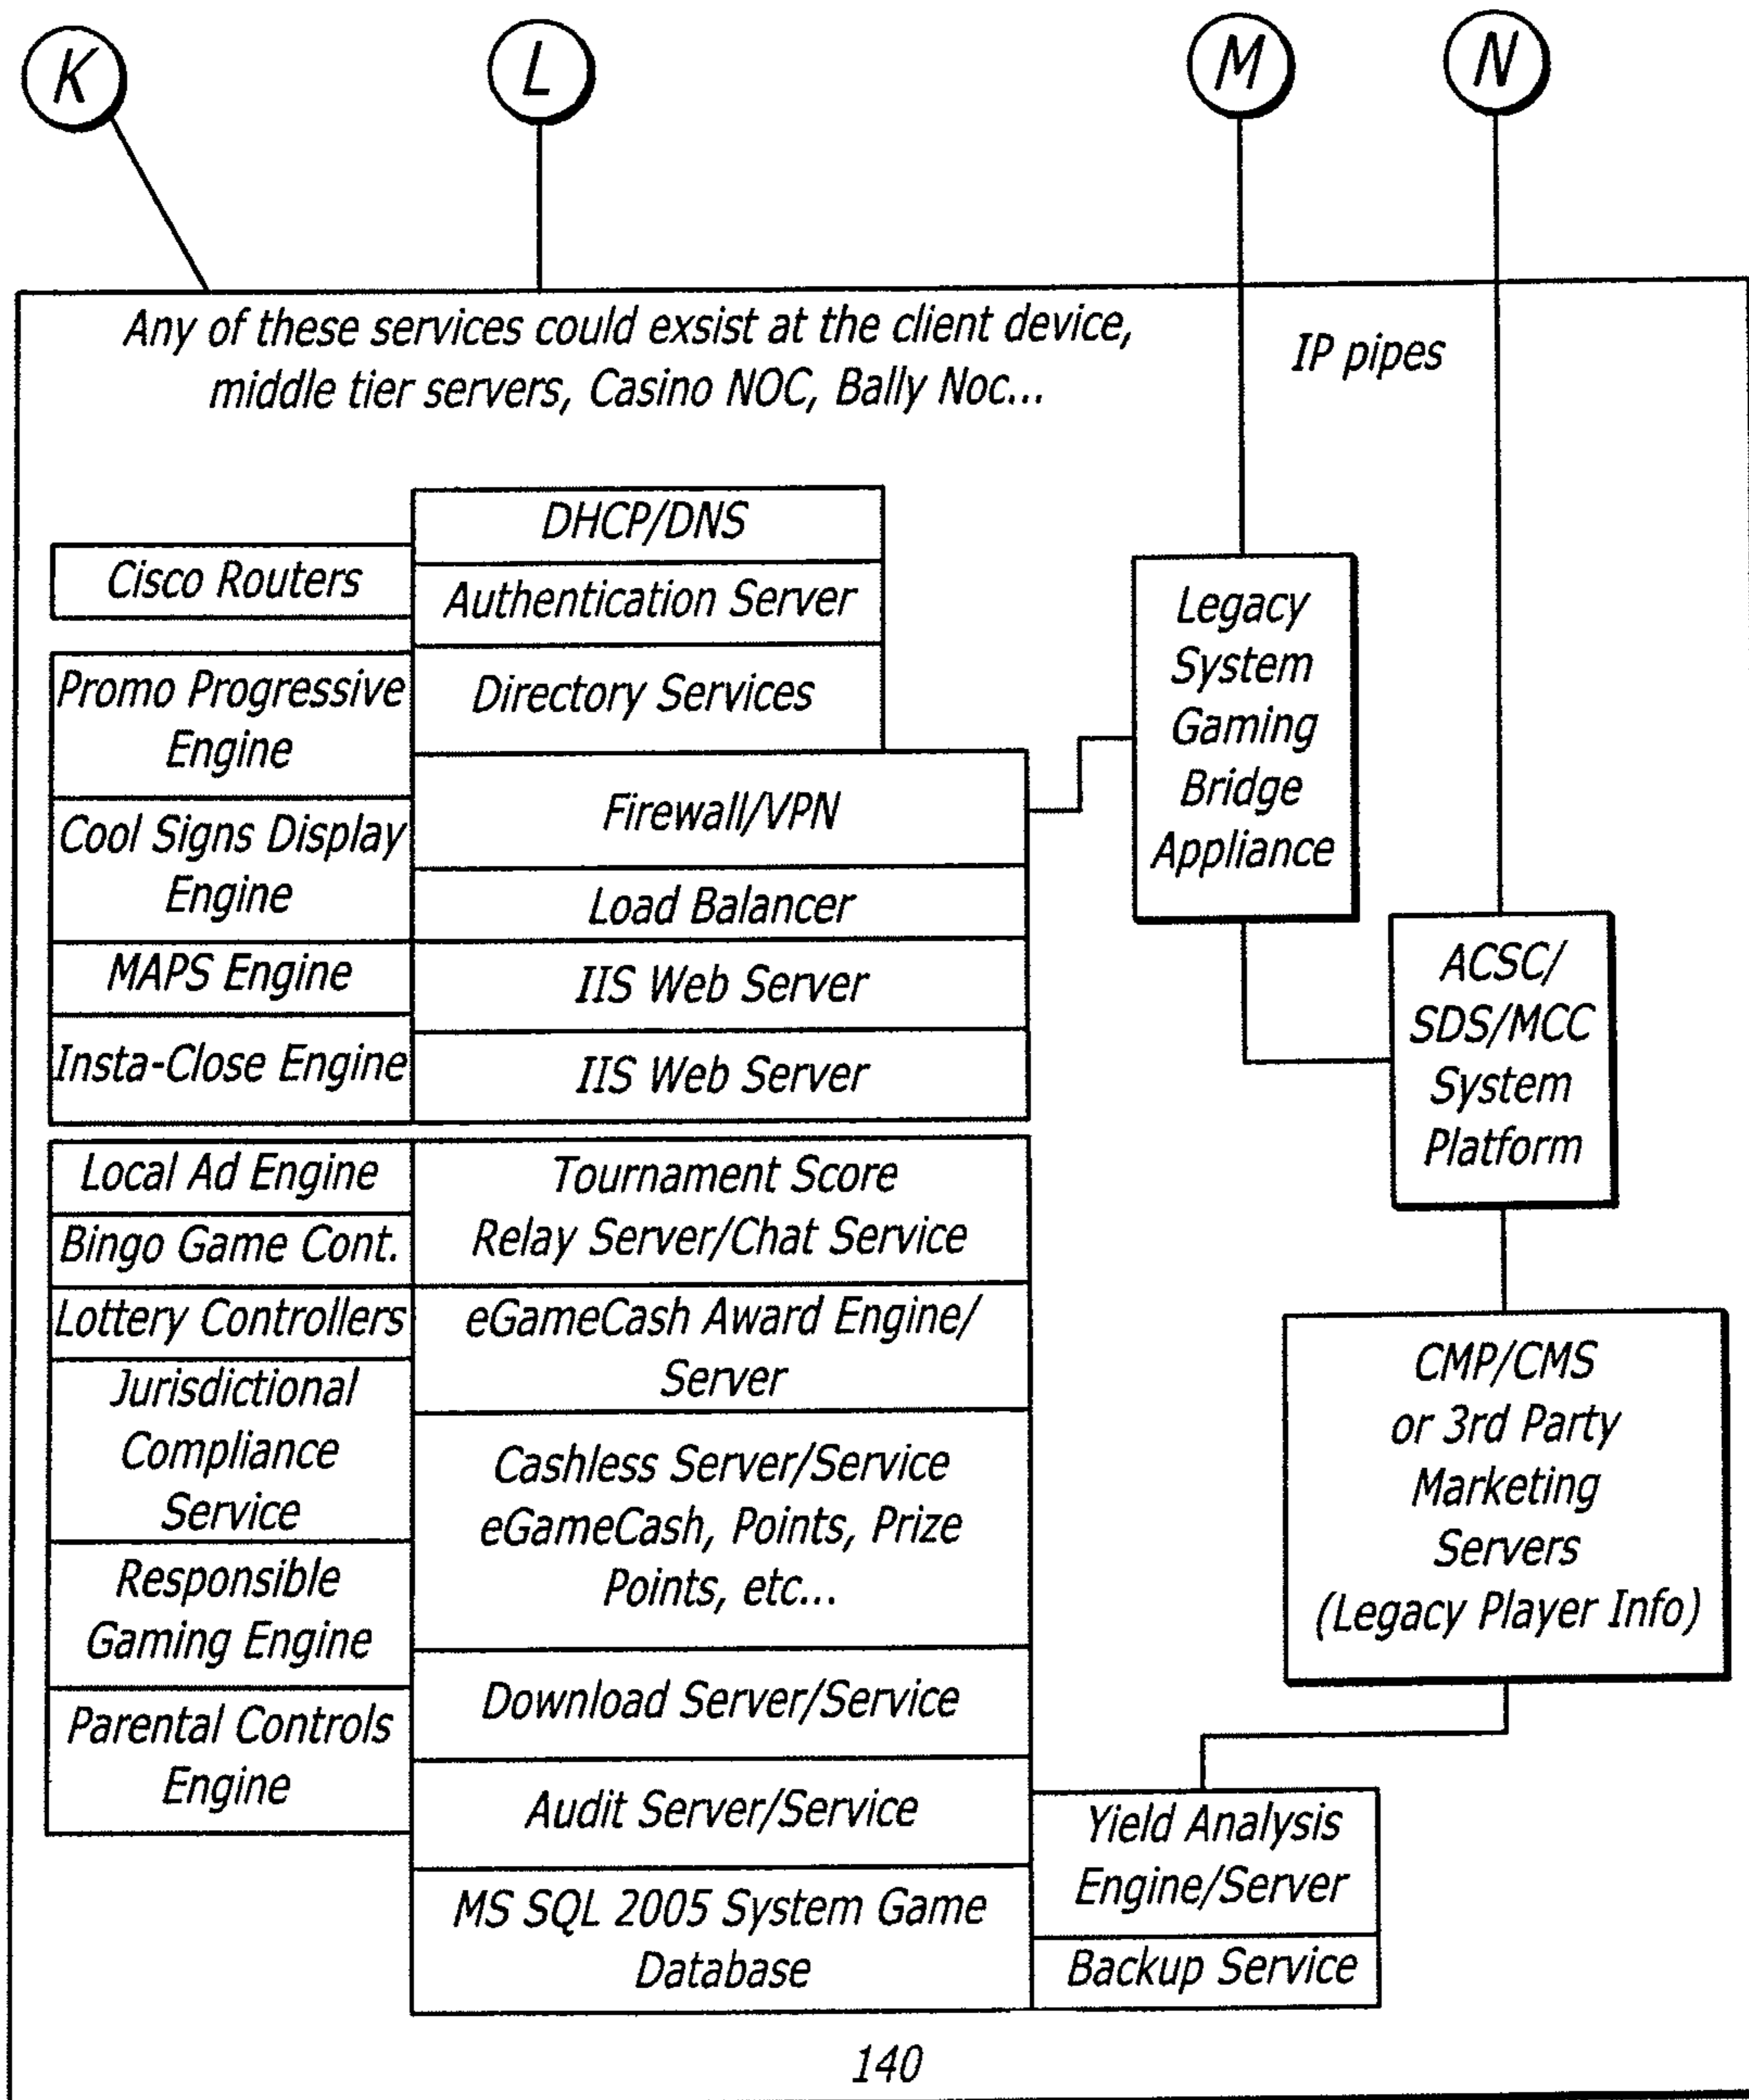 K
L
M
N
Any of these services could exsist at the client device,
middle tier servers, Casino NOC, Bally Noc...
IP pipes
DHCP/DNS
Cisco Routers
Authentication Server
Promo Progressive
Engine
Directory Services
Cool Signs Display
Engine
Firewall/VPN
Load Balancer
MAPS Engine
IIS Web Server
Insta-Close Engine
IIS Web Server
Legacy
System
Gaming
Bridge
Appliance
ACSC/
SDS/MCC
System
Platform
Local Ad Engine
Bingo Game Cont.
Lottery Controllers
Jurisdictional
Compliance
Service
Responsible
Gaming Engine
Parental Controls
Engine
Tournament Score
Relay Server/Chat Service
eGameCash Award Engine/
Server
Cashless Server/Service
eGameCash, Points, Prize
Points, etc...
Download Server/Service
Audit Server/Service
MS SQL 2005 System Game
Database
CMP/CMS
or 3rd Party
Marketing
Servers
(Legacy Player Info)
Yield Analysis
Engine/Server
Backup Service
140